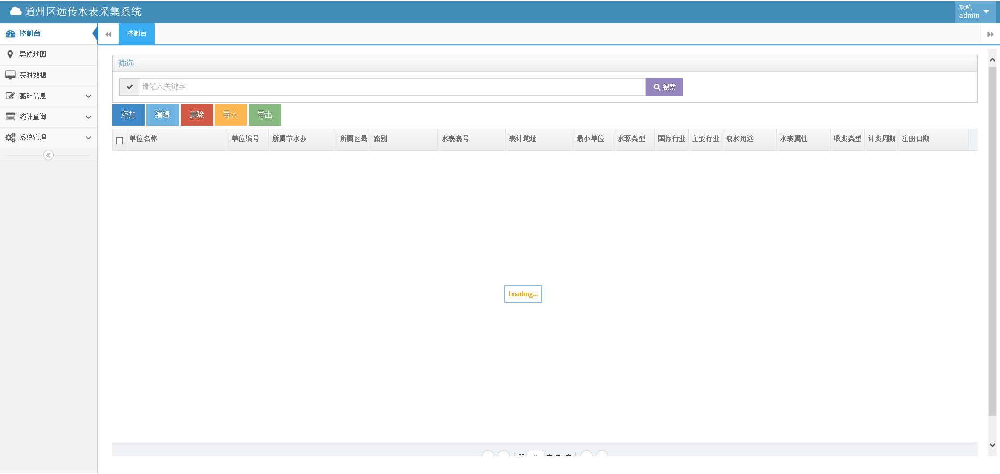 通州区远传水表采集系统
欢迎,
admin
控制台
控制台
导航地图
实时数据
基础信息
统计查询
系统管理
筛选
请输入关键字
搜索
添加 编辑 删除 导入 导出
单位名称 单位编号 所属节水办 所属区县 路别 水表表号 表计地址 最小单位 水源类型 国标行业 主要行业 取水用途 水表属性 收费类型 计费周期 注册日期
Loading...
第 0 页 共 页